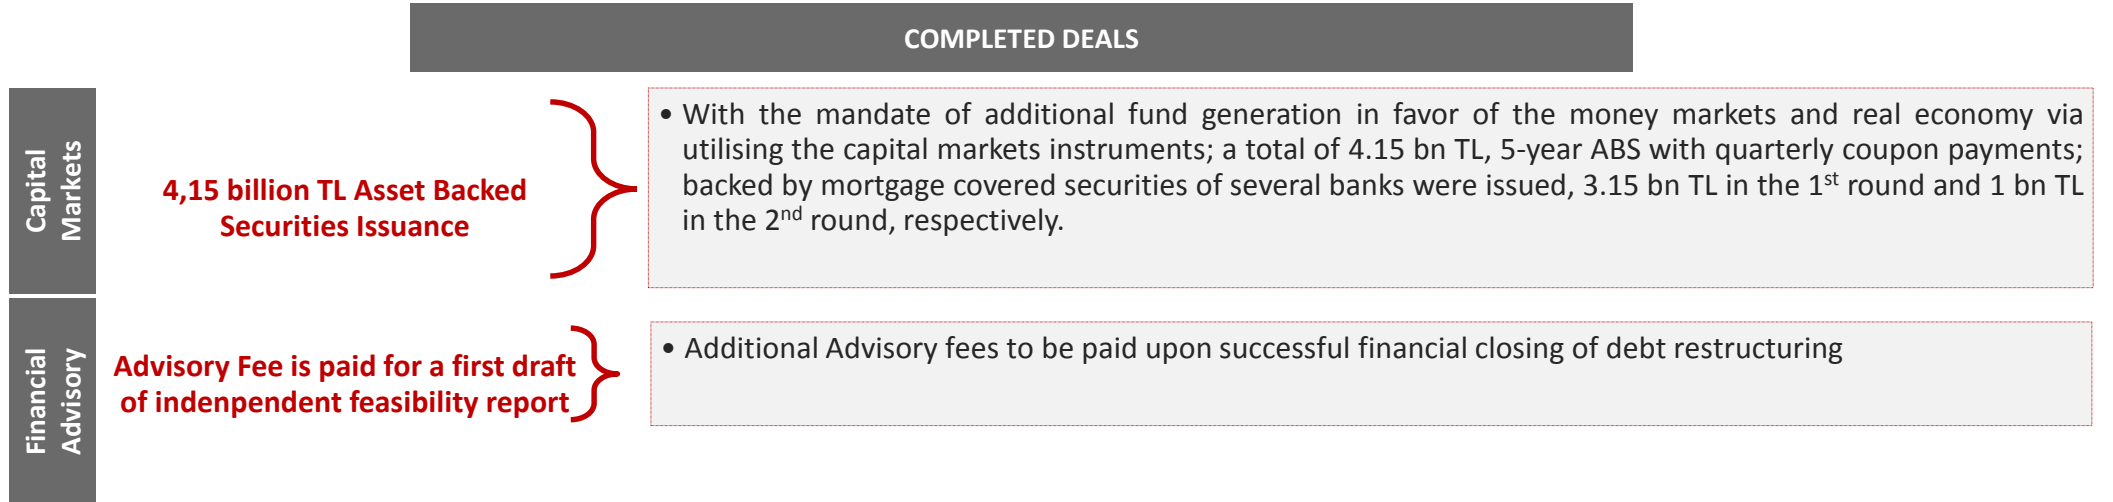 COMPLETED DEALS
Capital
Markets
4,15 billion TL Asset Backed
Securities Issuance
• With the mandate of additional fund generation in favor of the money markets and real economy via
utilising the capital markets instruments; a total of 4.15 bn TL, 5-year ABS with quarterly coupon payments;
backed by mortgage covered securities of several banks were issued, 3.15 bn TL in the 1st round and 1 bn TL
in the 2nd round, respectively.
Financial
Advisory
Advisory Fee is paid for a first draft
of indenpendent feasibility report
• Additional Advisory fees to be paid upon successful financial closing of debt restructuring